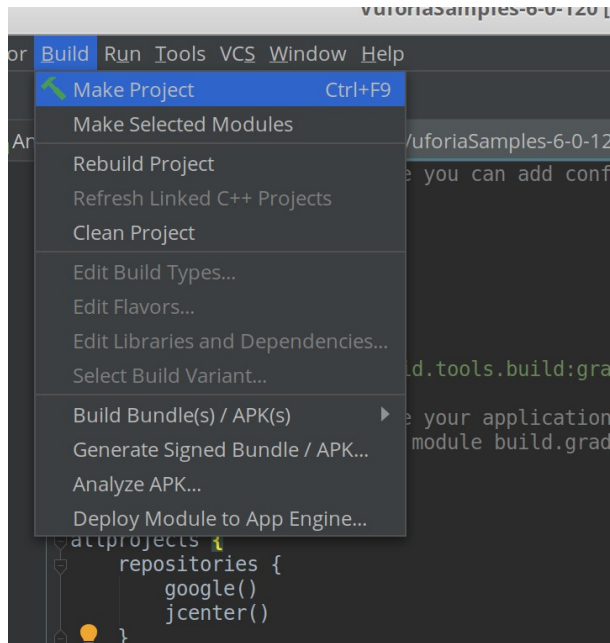 VuforiaSamples-6-0-120 [
or Build Run Tools VCS Window Help
Make Project Ctrl+F9
Make Selected Modules
An
/uforiaSamples-6-0-12
Rebuild Project
e you can add conf
Refresh Linked C++ Projects
Clean Project
Edit Build Types...
Edit Flavors...
Edit Libraries and Dependencies...
id.tools.build:gra
Select Build Variant...
Build Bundle(s) / APK(s)
e your application
Generate Signed Bundle / APK...
module build.grad
Analyze APK...
Deploy Module to App Engine...
allprojects {
repositories {
google()
jcenter()
}